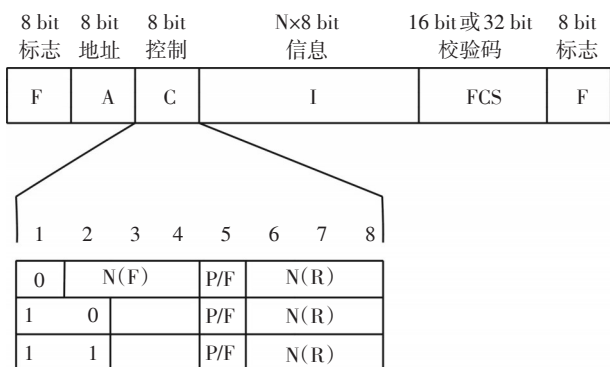 8 bit 8 bit 8 bit N×8 bit 16 bit或32 bit 8 bit
标志 地址 控制 信息 校验码 标志
F A C I FCS F
1 2 3 4 5 6 7 8
0 N(F) P/F N(R)
1 0 P/F N(R)
1 1 P/F N(R)